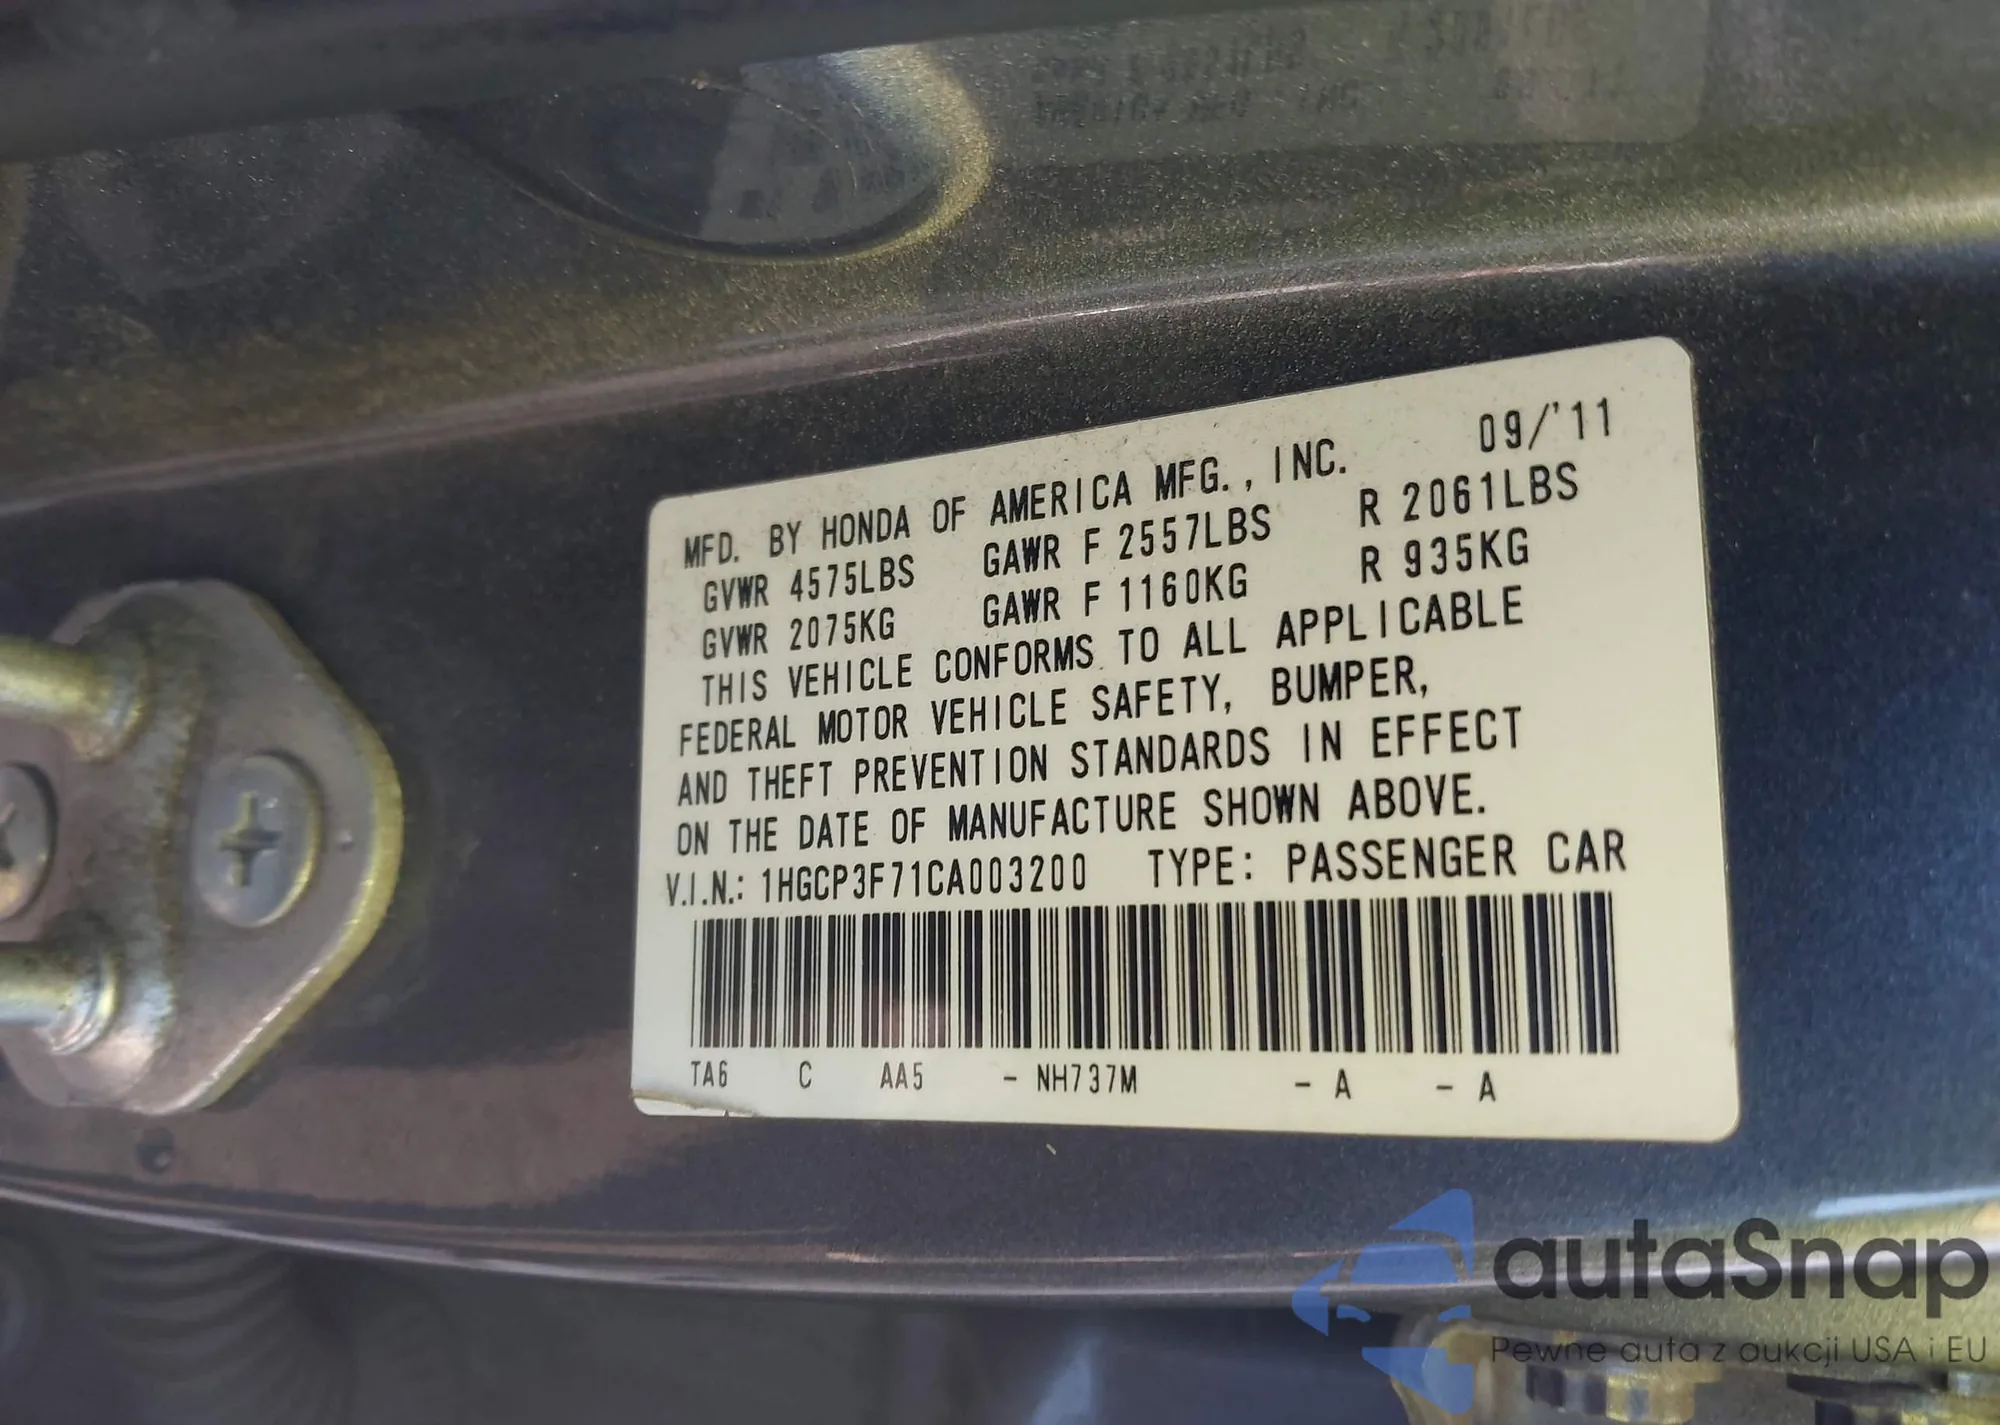 MFD. BY HONDA OF AMERICA MFG., INC. 09/'11
GVWR 4575LBS GAWR F 2557LBS R 2061LBS
GVWR 2075KG GAWR F 1160KG R 935KG
THIS VEHICLE CONFORMS TO ALL APPLICABLE
FEDERAL MOTOR VEHICLE SAFETY, BUMPER,
AND THEFT PREVENTION STANDARDS IN EFFECT
ON THE DATE OF MANUFACTURE SHOWN ABOVE.
V.I.N.: 1HGCP3F71CA003200 TYPE: PASSENGER CAR
TA6 C AA5 - NH737M - A - A
autaSnap
Pewne auta z aukcji USA i EU